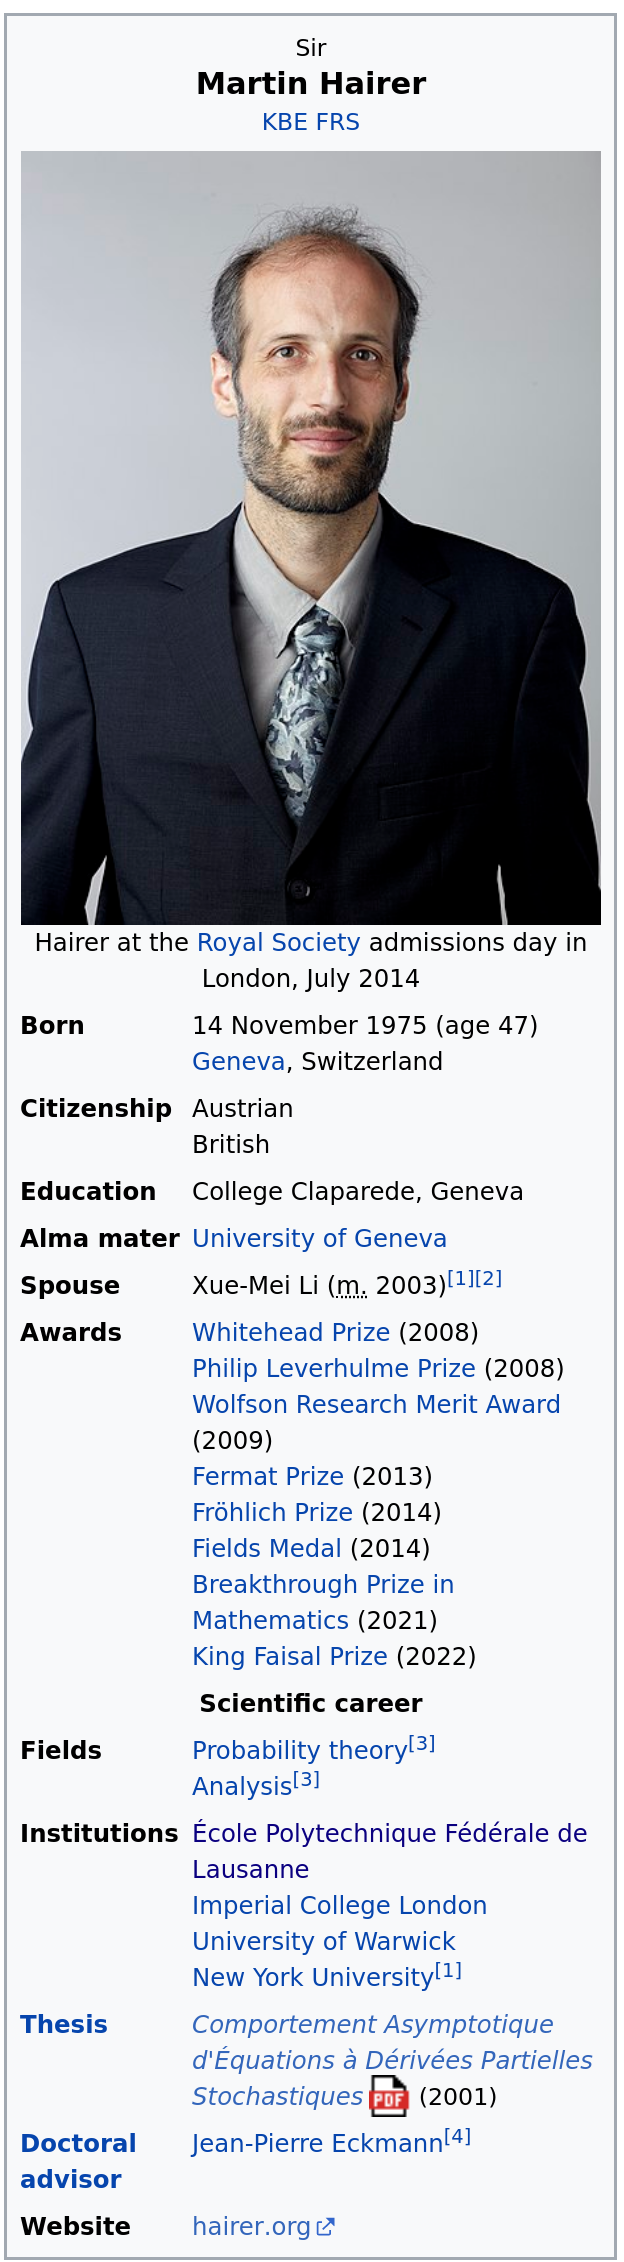 Sir
Martin Hairer
KBE FRS
Hairer at the Royal Society admissions day in
London, July 2014
Born 14 November 1975 (age 47)
Geneva, Switzerland
Citizenship Austrian
British
Education College Claparede, Geneva
Alma mater University of Geneva
Spouse Xue-Mei Li (m. 2003)[1][2]
Awards Whitehead Prize (2008)
Philip Leverhulme Prize (2008)
Wolfson Research Merit Award
(2009)
Fermat Prize (2013)
Fröhlich Prize (2014)
Fields Medal (2014)
Breakthrough Prize in
Mathematics (2021)
King Faisal Prize (2022)
Scientific career
Fields Probability theory[3]
Analysis[3]
Institutions École Polytechnique Fédérale de
Lausanne
Imperial College London
University of Warwick
New York University[1]
Thesis Comportement Asymptotique
d'Équations à Dérivées Partielles
Stochastiques PDF (2001)
Doctoral Jean-Pierre Eckmann[4]
advisor
Website hairer.org